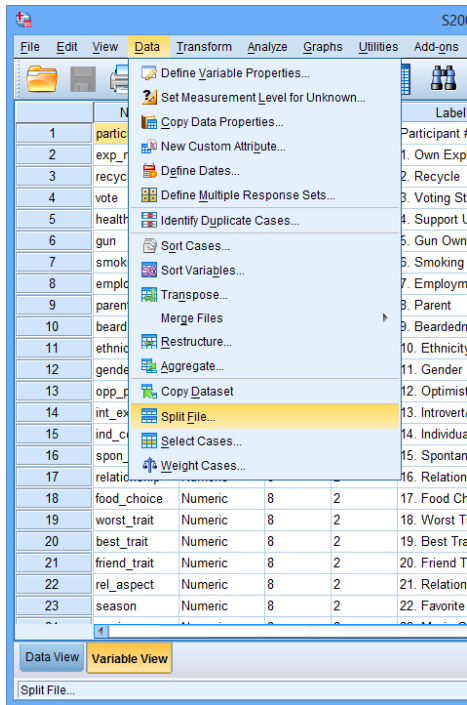 S200
File Edit View Data Transform Analyze Graphs Utilities Add-ons
Define Variable Properties...
Set Measurement Level for Unknown...
Copy Data Properties...
New Custom Attribute...
Define Dates...
Define Multiple Response Sets...
Identify Duplicate Cases...
Sort Cases...
Sort Variables...
Transpose...
Merge Files
Restructure...
Aggregate...
Copy Dataset
Split File...
Select Cases...
Weight Cases...
N Label
1 partic Participant #
2 exp_r 1. Own Exp
3 recyc 2. Recycle
4 vote 3. Voting St
5 health 4. Support U
6 gun 5. Gun Own
7 smok 6. Smoking
8 emplo 7. Employm
9 parent 8. Parent
10 beard 9. Beardedn
11 ethnic 10. Ethnicity
12 gende 11. Gender
13 opp_p 12. Optimist
14 int_ex 13. Introvert/
15 ind_co 14. Individua
16 spon_ 15. Spontan
17 relationship Numeric 8 2 16. Relation
18 food_choice Numeric 8 2 17. Food Ch
19 worst_trait Numeric 8 2 18. Worst Tr
20 best_trait Numeric 8 2 19. Best Tra
21 friend_trait Numeric 8 2 20. Friend T
22 rel_aspect Numeric 8 2 21. Relation
23 season Numeric 8 2 22. Favorite
Data View Variable View
Split File...